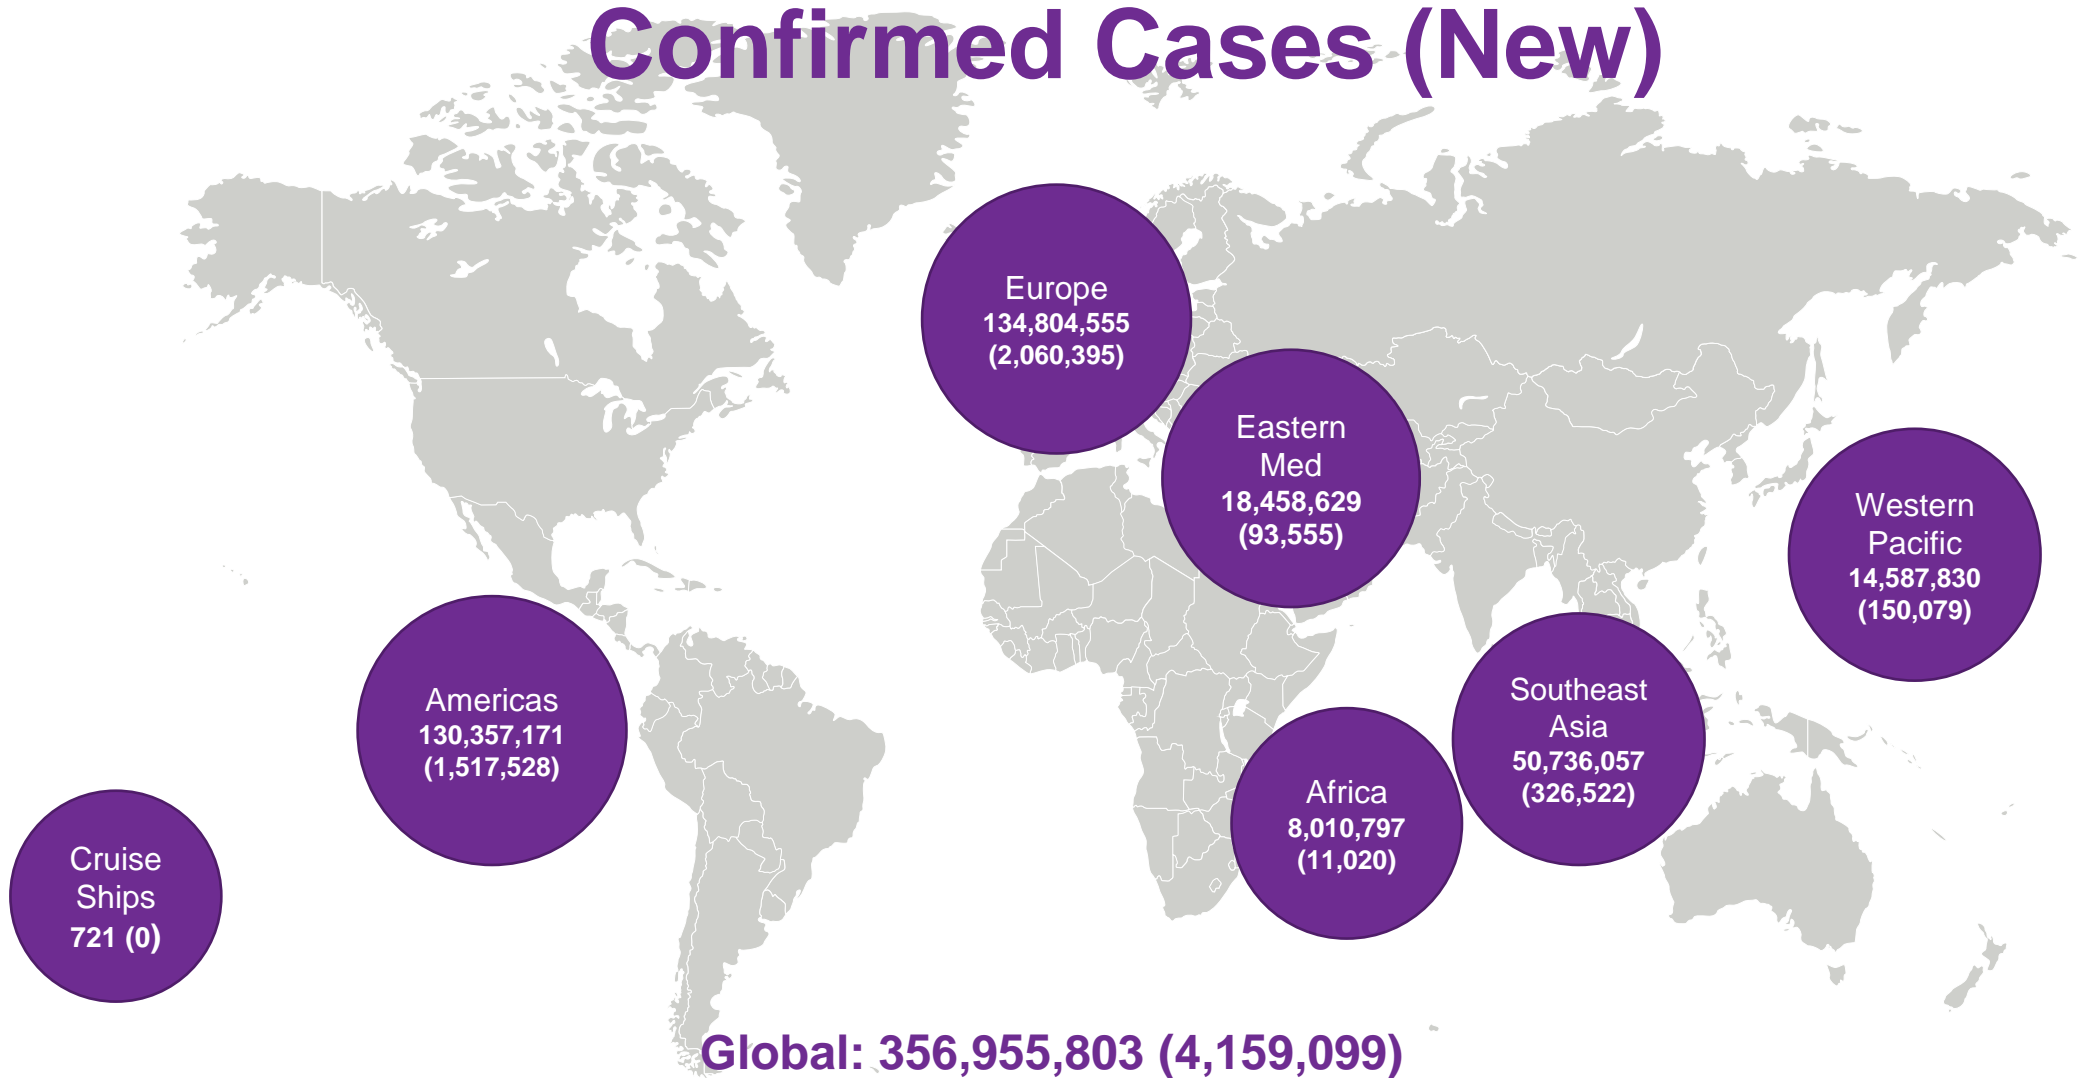 Confirmed Cases (New)
Europe
134,804,555
(2,060,395)
Eastern
Med
18,458,629
(93,555)
Western
Pacific
14,587,830
(150,079)
Americas
130,357,171
(1,517,528)
Southeast
Asia
50,736,057
(326,522)
Africa
8,010,797
(11,020)
Cruise
Ships
721 (0)
Global: 356,955,803 (4,159,099)